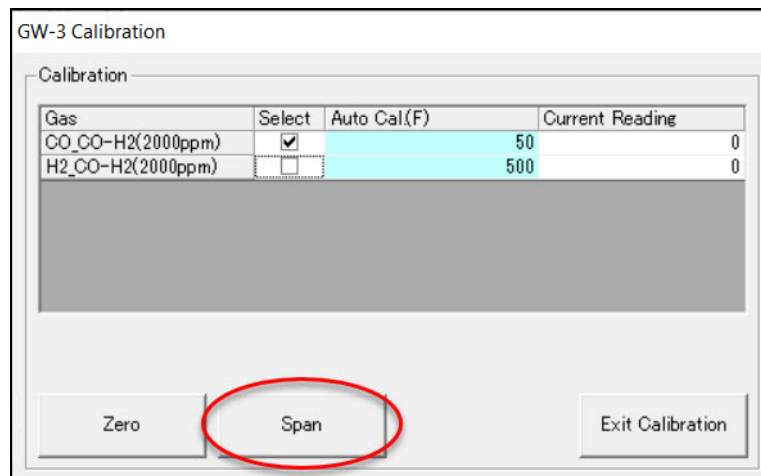 GW-3 Calibration
Calibration
Gas Select Auto Cal.(F) Current Reading
CO_CO-H2(2000ppm) 50 0
H2_CO-H2(2000ppm) 500 0
Zero Span Exit Calibration